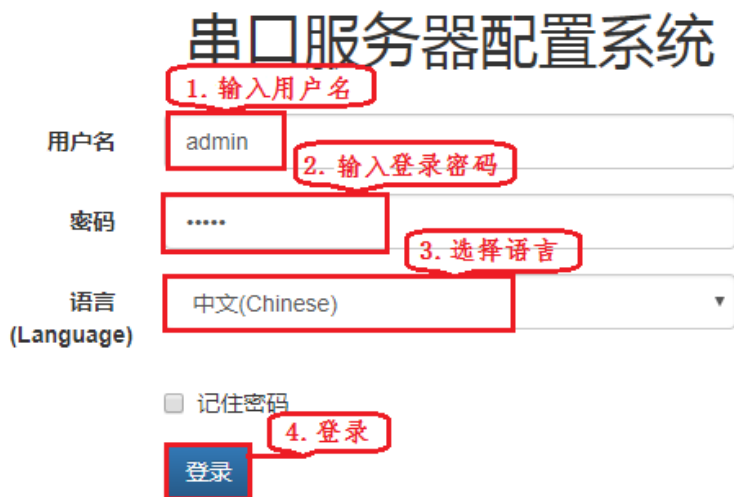 串口服务器配置系统
1. 输入用户名
用户名 admin
2. 输入登录密码
密码 •••••
3. 选择语言
语言 中文(Chinese)
(Language)
记住密码
4. 登录
登录